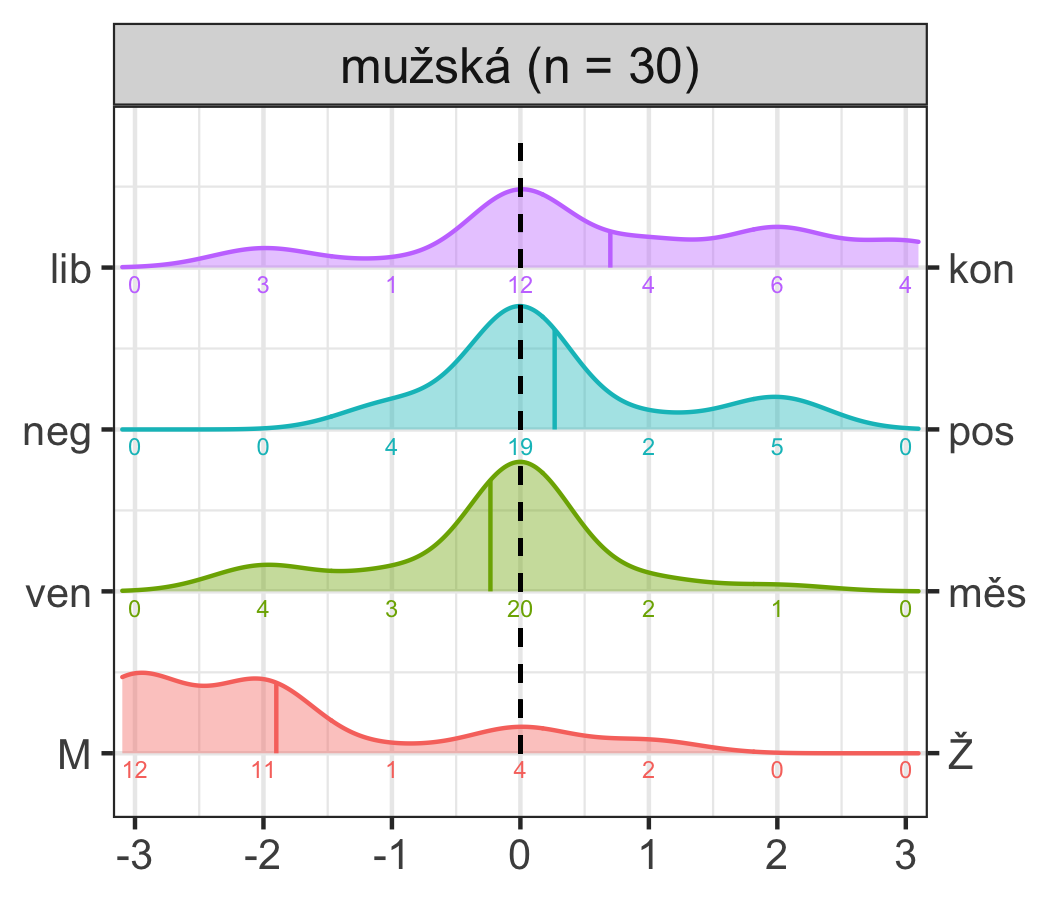 mužská (n = 30)
lib kon
0 3 1 12 4 6 4
neg pos
0 0 4 19 2 5 0
ven měs
0 4 3 20 2 1 0
M Ž
12 11 1 4 2 0 0
-3 -2 -1 0 1 2 3